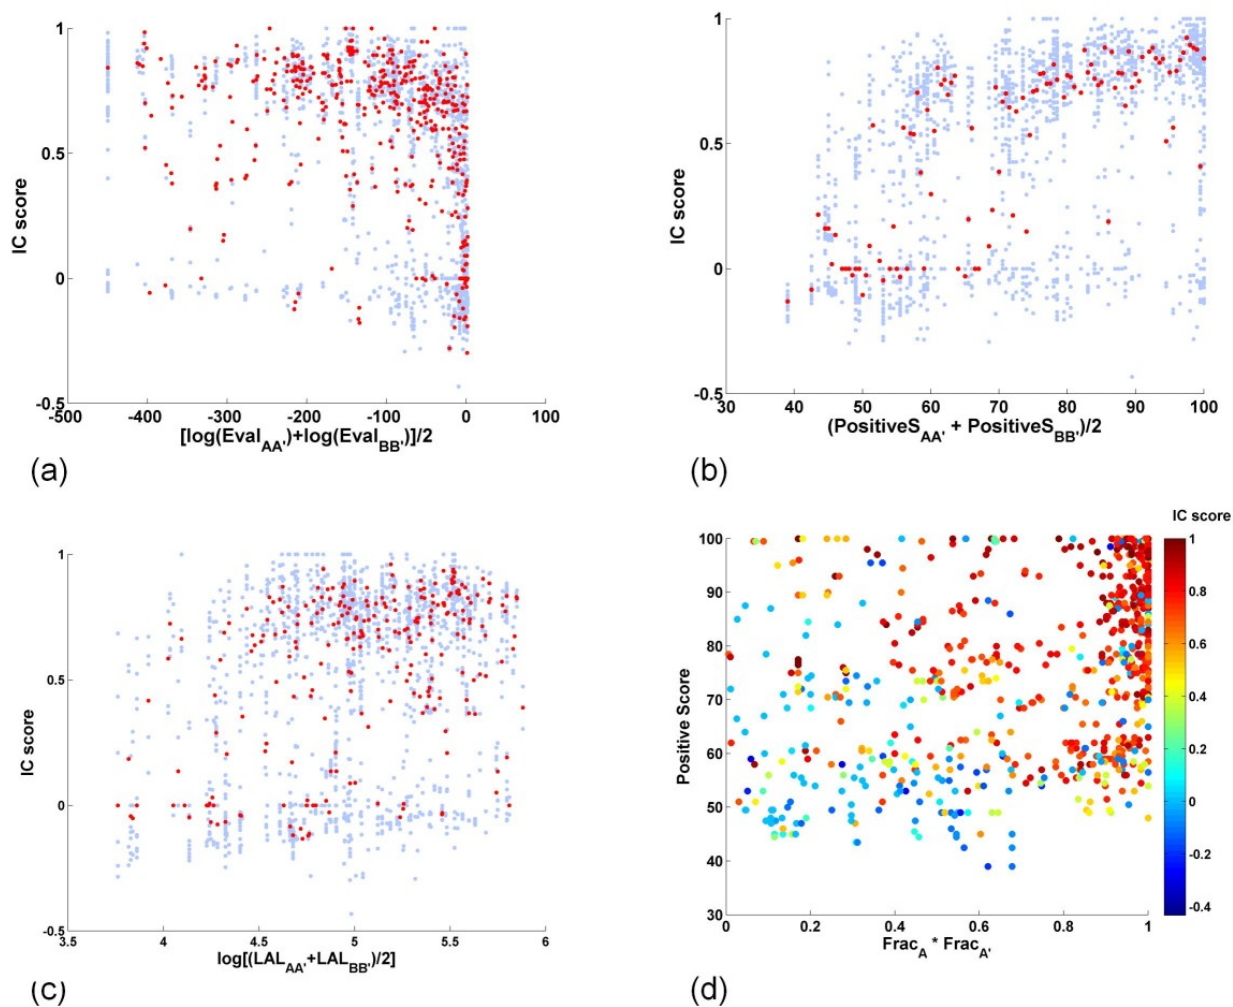 1
0.5
0
-0.5
IC score
-500 -400 -300 -200 -100 0 100
[log(Eval_AA')+log(Eval_BB')]/2
(a)
1
0.5
0
-0.5
IC score
30 40 50 60 70 80 90 100
(PositiveS_AA' + PositiveS_BB')/2
(b)
1
0.5
0
-0.5
IC score
3.5 4 4.5 5 5.5 6
log[(LAL_AA'+LAL_BB')/2]
(c)
IC score
100
90
80
70
60
50
40
30
Positive Score
0 0.2 0.4 0.6 0.8 1
Frac_A * Frac_A'
1
0.8
0.6
0.4
0.2
0
-0.2
-0.4
(d)